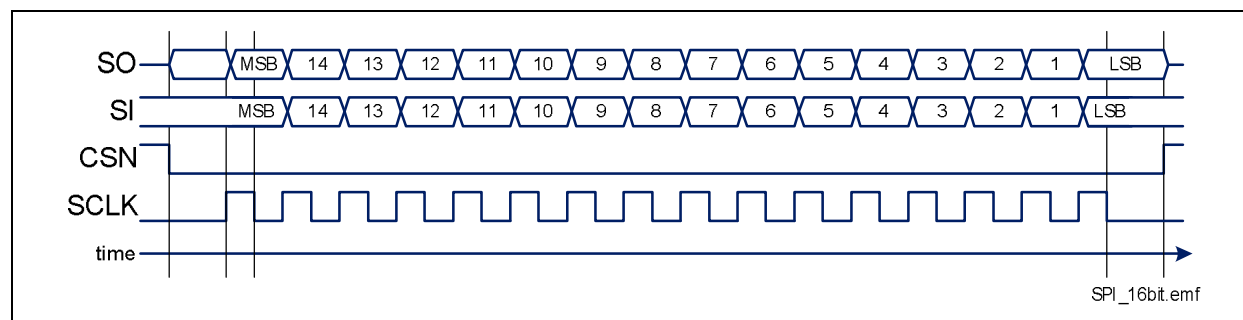 SO MSB 14 13 12 11 10 9 8 7 6 5 4 3 2 1 LSB
SI MSB 14 13 12 11 10 9 8 7 6 5 4 3 2 1 LSB
CSN
SCLK
time
SPI_16bit.emf